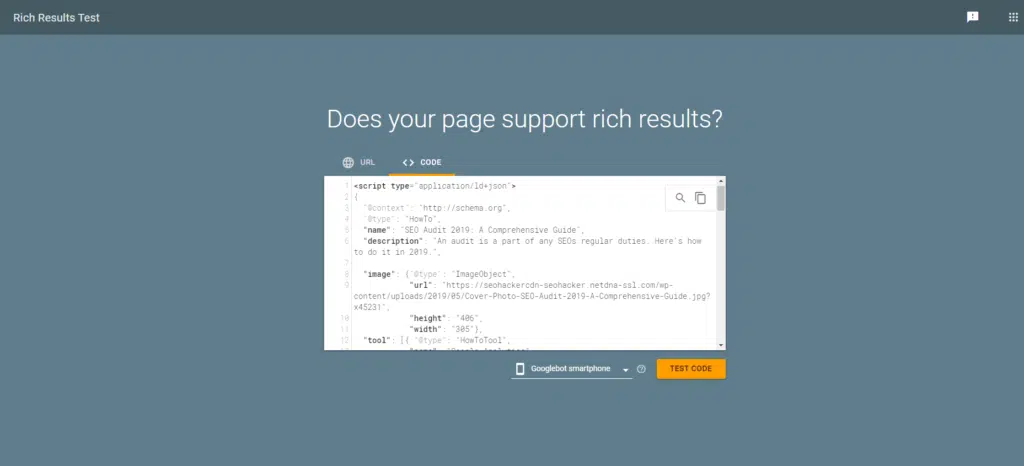 Rich Results Test
Does your page support rich results?
URL
CODE
1 <script type="application/ld+json">
2 {
3 "@context": "http://schema.org",
4 "@type": "HowTo",
5 "name": "SEO Audit 2019: A Comprehensive Guide",
6 "description": "An audit is a part of any SEOs regular duties. Here's how
to do it in 2019.",
7
8 "image": {"@type": "ImageObject",
9 "url": "https://seohackercdn-seohacker.netdna-ssl.com/wp-
content/uploads/2019/05/Cover-Photo-SEO-Audit-2019-A-Comprehensive-Guide.jpg?
x45231",
10 "height": "406",
11 "width": "305"},
12 "tool": [{ "@type": "HowToTool",
Googlebot smartphone
TEST CODE